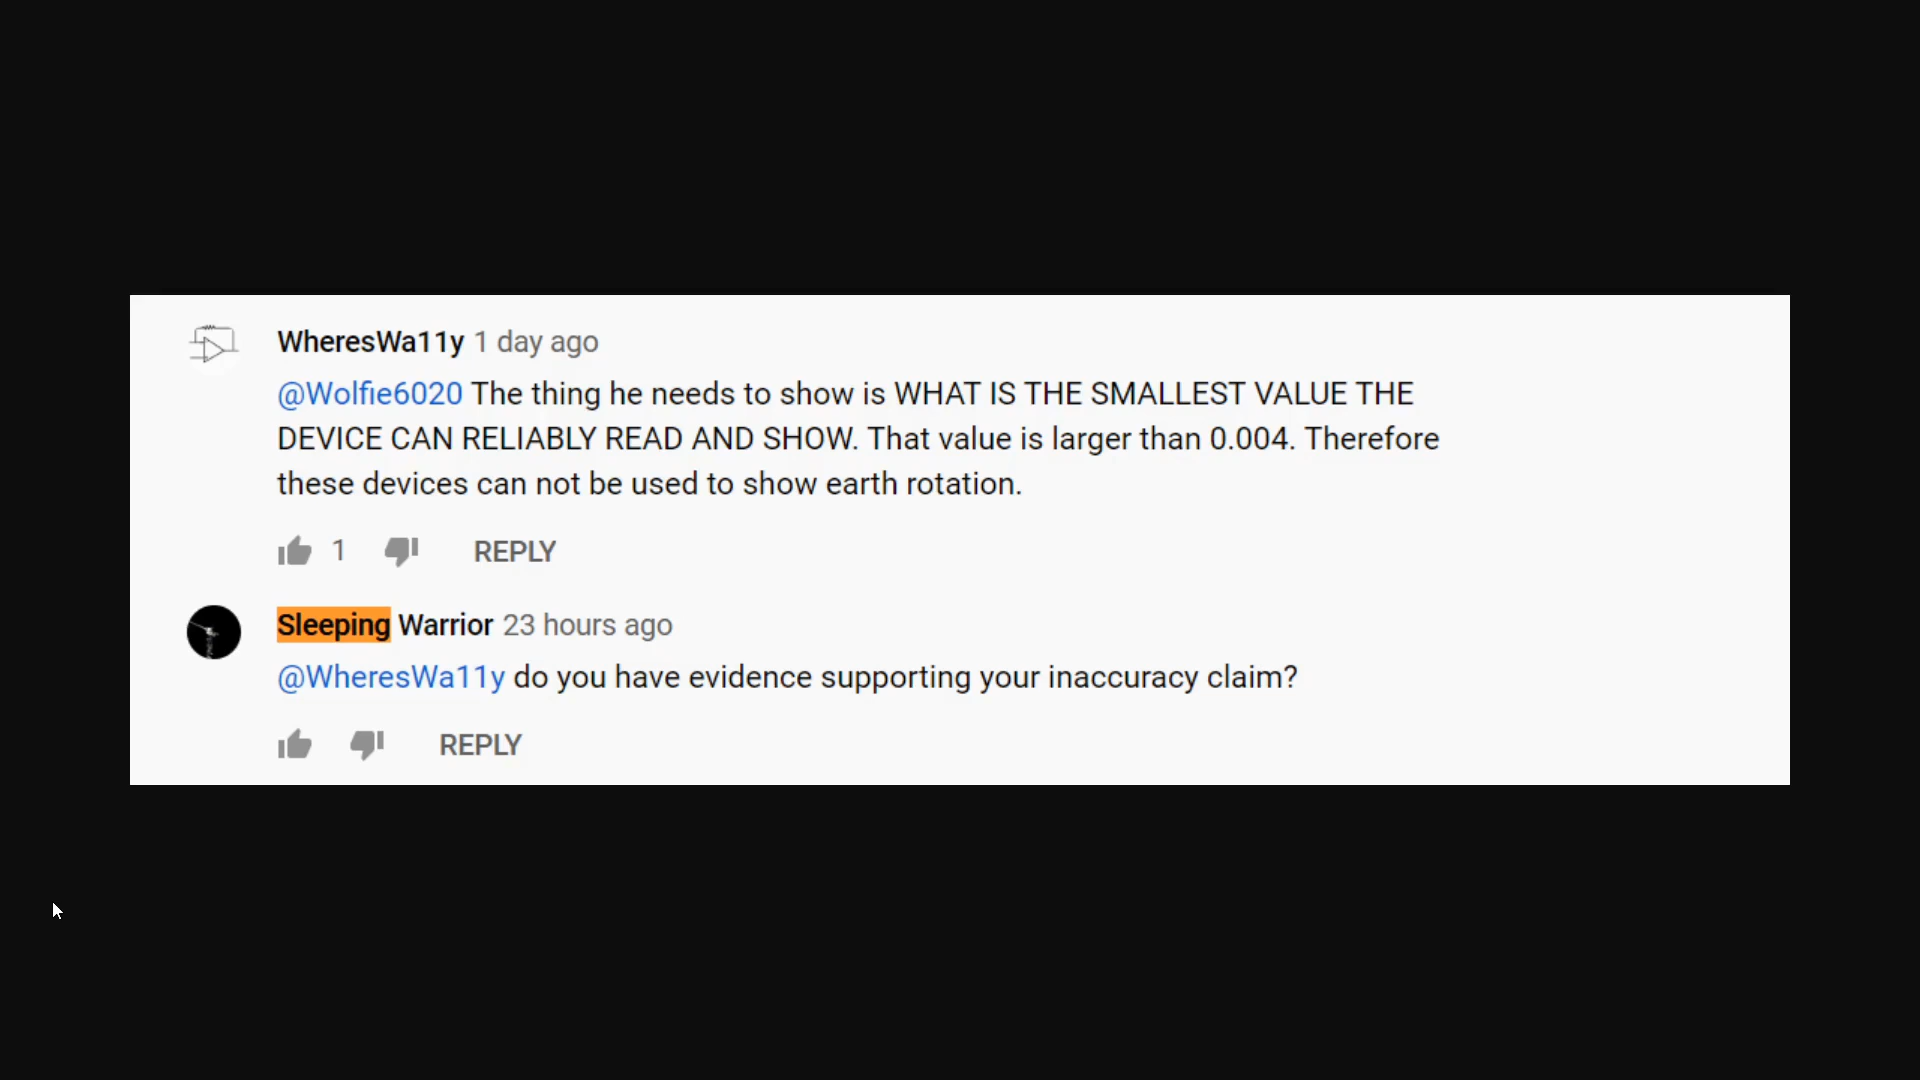 WheresWa11y 1 day ago
@Wolfie6020 The thing he needs to show is WHAT IS THE SMALLEST VALUE THE
DEVICE CAN RELIABLY READ AND SHOW. That value is larger than 0.004. Therefore
these devices can not be used to show earth rotation.
1 REPLY
Sleeping Warrior 23 hours ago
@WheresWa11y do you have evidence supporting your inaccuracy claim?
REPLY